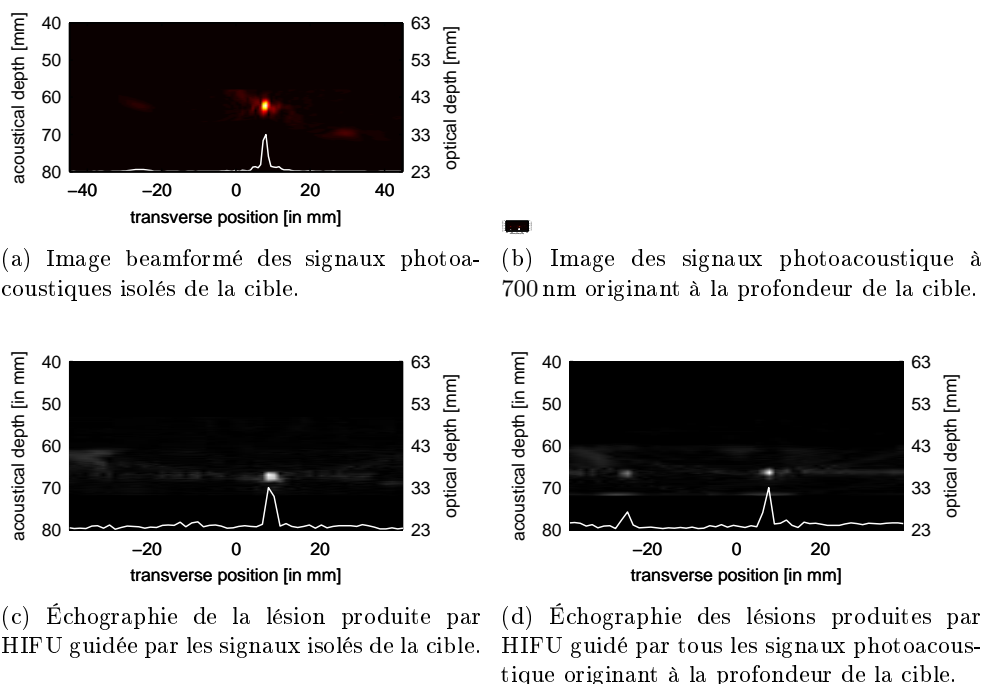 40 63
50 53
60 43
70 33
80 23
acoustical depth [mm]
optical depth [mm]
−40 −20 0 20 40
transverse position [in mm]
(a) Image beamformé des signaux photoa-
coustiques isolés de la cible.
(b) Image des signaux photoacoustique à
700 nm originant à la profondeur de la cible.
40 63
50 53
60 43
70 33
80 23
acoustical depth [in mm]
optical depth [mm]
−20 0 20
transverse position [in mm]
(c) Échographie de la lésion produite par
HIFU guidée par les signaux isolés de la cible.
40 63
50 53
60 43
70 33
80 23
acoustical depth [in mm]
optical depth [mm]
−20 0 20
transverse position [in mm]
(d) Échographie des lésions produites par
HIFU guidé par tous les signaux photoacous-
tique originant à la profondeur de la cible.